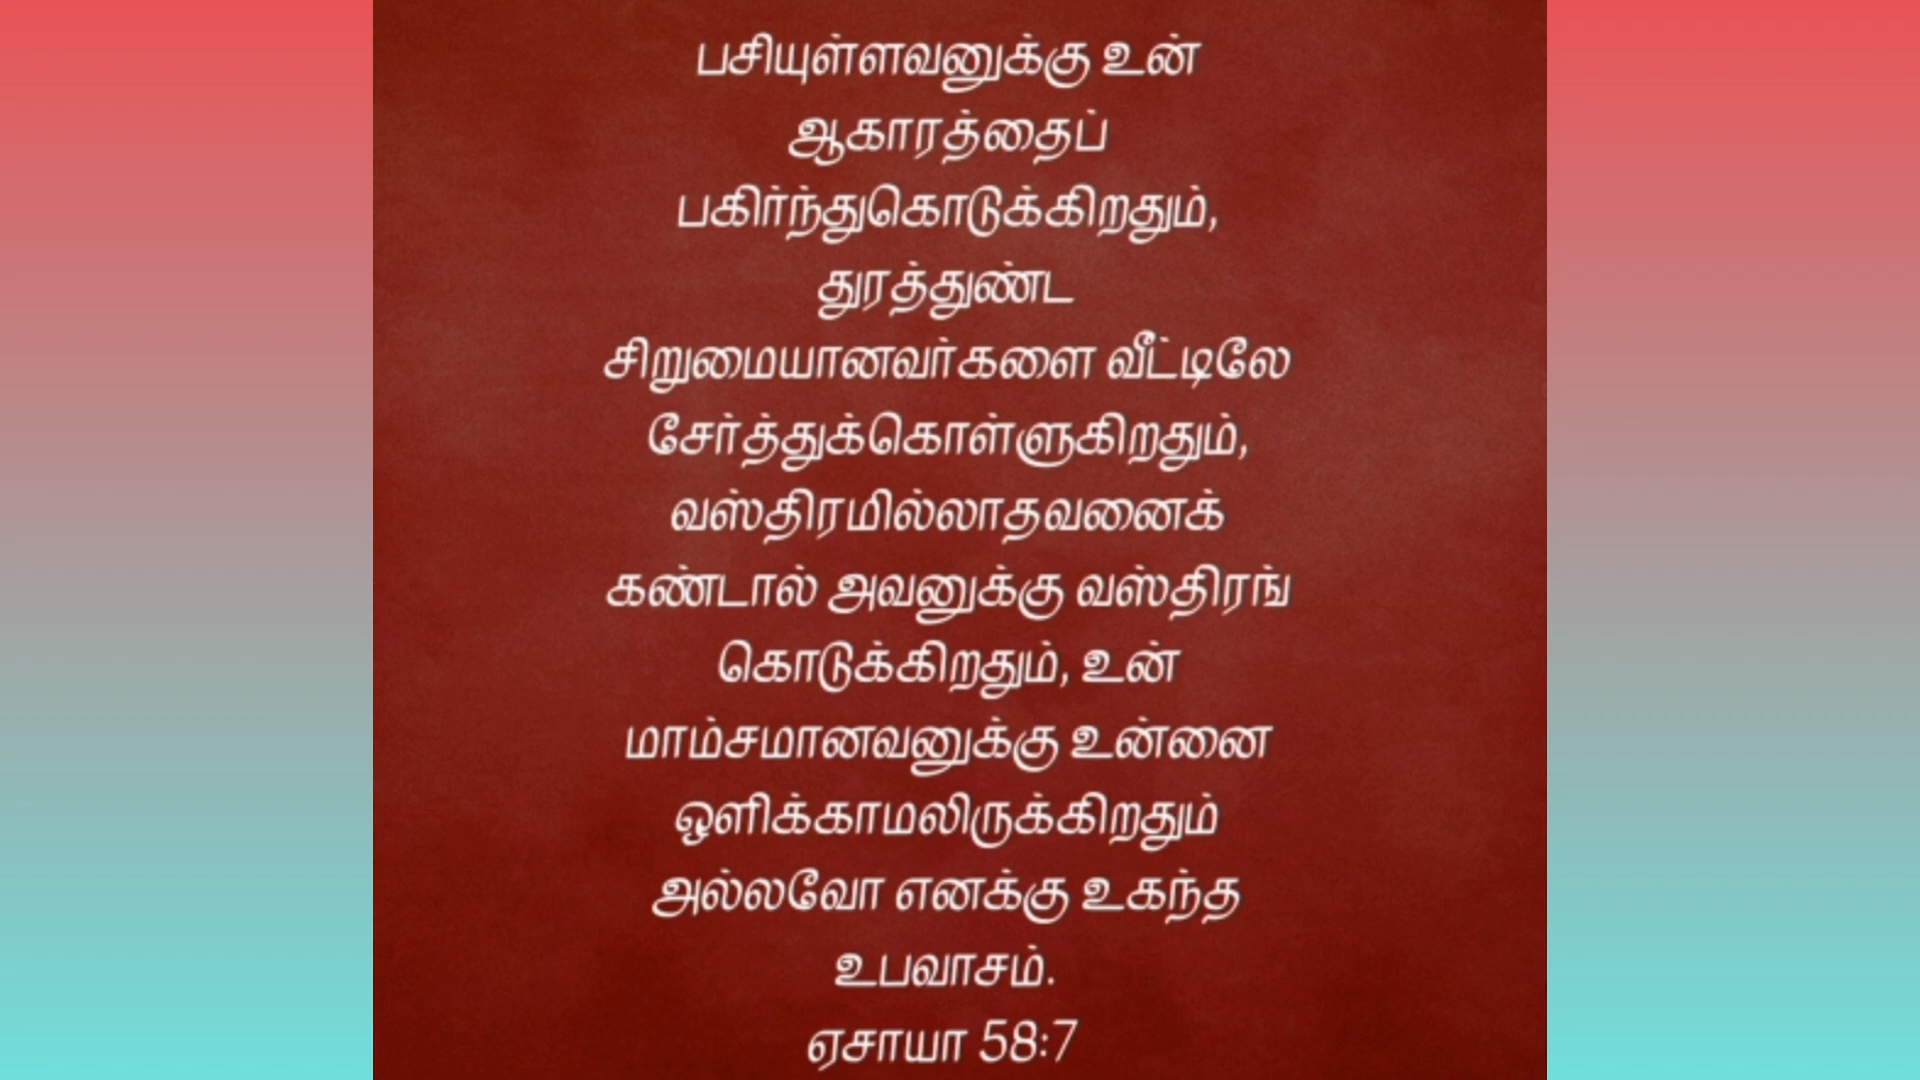 பசியுள்ளவனுக்கு உன்
ஆகாரத்தைப்
பகிர்ந்துகொடுக்கிறதும்,
துரத்துண்ட
சிறுமையானவர்களை வீட்டிலே
சேர்த்துக்கொள்ளுகிறதும்,
வஸ்திரமில்லாதவனைக்
கண்டால் அவனுக்கு வஸ்திரங்
கொடுக்கிறதும், உன்
மாம்சமானவனுக்கு உன்னை
ஒளிக்காமலிருக்கிறதும்
அல்லவோ எனக்கு உகந்த
உபவாசம்.
ஏசாயா 58:7